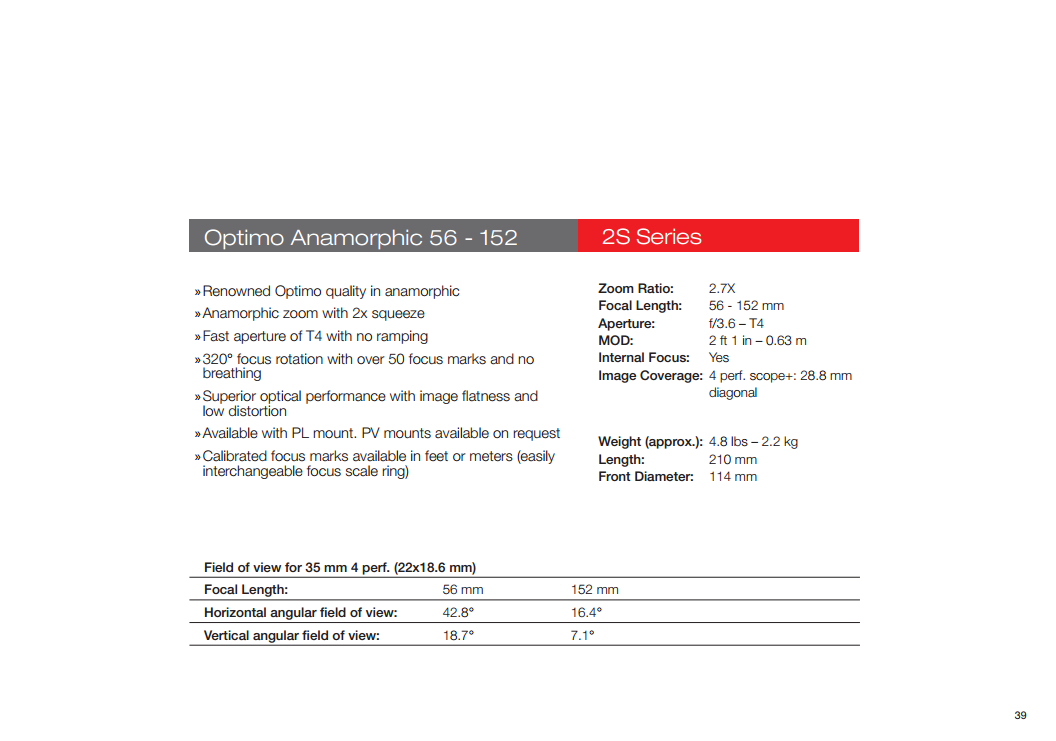 Optimo Anamorphic 56 - 152
2S Series
»Renowned Optimo quality in anamorphic
»Anamorphic zoom with 2x squeeze
»Fast aperture of T4 with no ramping
»320° focus rotation with over 50 focus marks and no
breathing
»Superior optical performance with image flatness and
low distortion
»Available with PL mount. PV mounts available on request
»Calibrated focus marks available in feet or meters (easily
interchangeable focus scale ring)
Zoom Ratio: 2.7X
Focal Length: 56 - 152 mm
Aperture: f/3.6 – T4
MOD: 2 ft 1 in – 0.63 m
Internal Focus: Yes
Image Coverage: 4 perf. scope+: 28.8 mm
diagonal
Weight (approx.): 4.8 lbs – 2.2 kg
Length: 210 mm
Front Diameter: 114 mm
Field of view for 35 mm 4 perf. (22x18.6 mm)
Focal Length: 56 mm 152 mm
Horizontal angular field of view: 42.8° 16.4°
Vertical angular field of view: 18.7° 7.1°
39